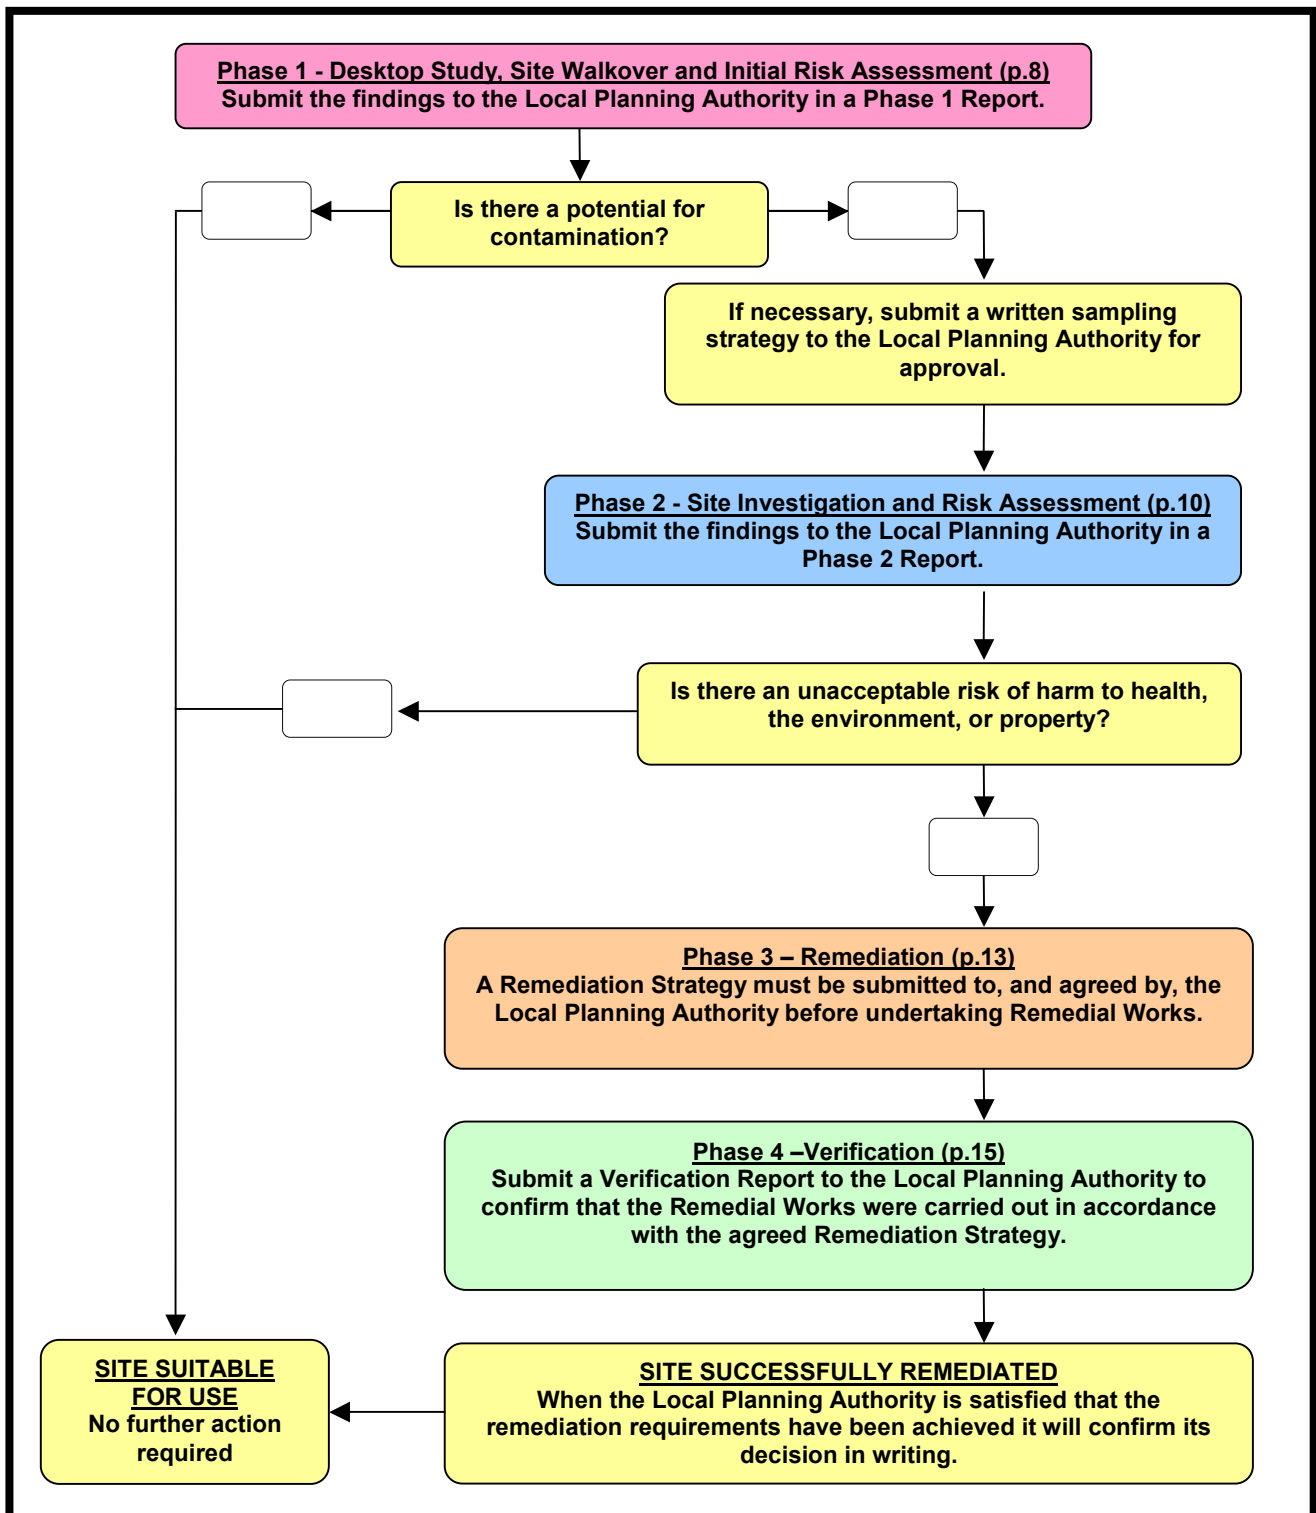 Phase 1 - Desktop Study, Site Walkover and Initial Risk Assessment (p.8)
Submit the findings to the Local Planning Authority in a Phase 1 Report.
Is there a potential for
contamination?
If necessary, submit a written sampling
strategy to the Local Planning Authority for
approval.
Phase 2 - Site Investigation and Risk Assessment (p.10)
Submit the findings to the Local Planning Authority in a
Phase 2 Report.
Is there an unacceptable risk of harm to health,
the environment, or property?
Phase 3 – Remediation (p.13)
A Remediation Strategy must be submitted to, and agreed by, the
Local Planning Authority before undertaking Remedial Works.
Phase 4 –Verification (p.15)
Submit a Verification Report to the Local Planning Authority to
confirm that the Remedial Works were carried out in accordance
with the agreed Remediation Strategy.
SITE SUITABLE
FOR USE
No further action
required
SITE SUCCESSFULLY REMEDIATED
When the Local Planning Authority is satisfied that the
remediation requirements have been achieved it will confirm its
decision in writing.